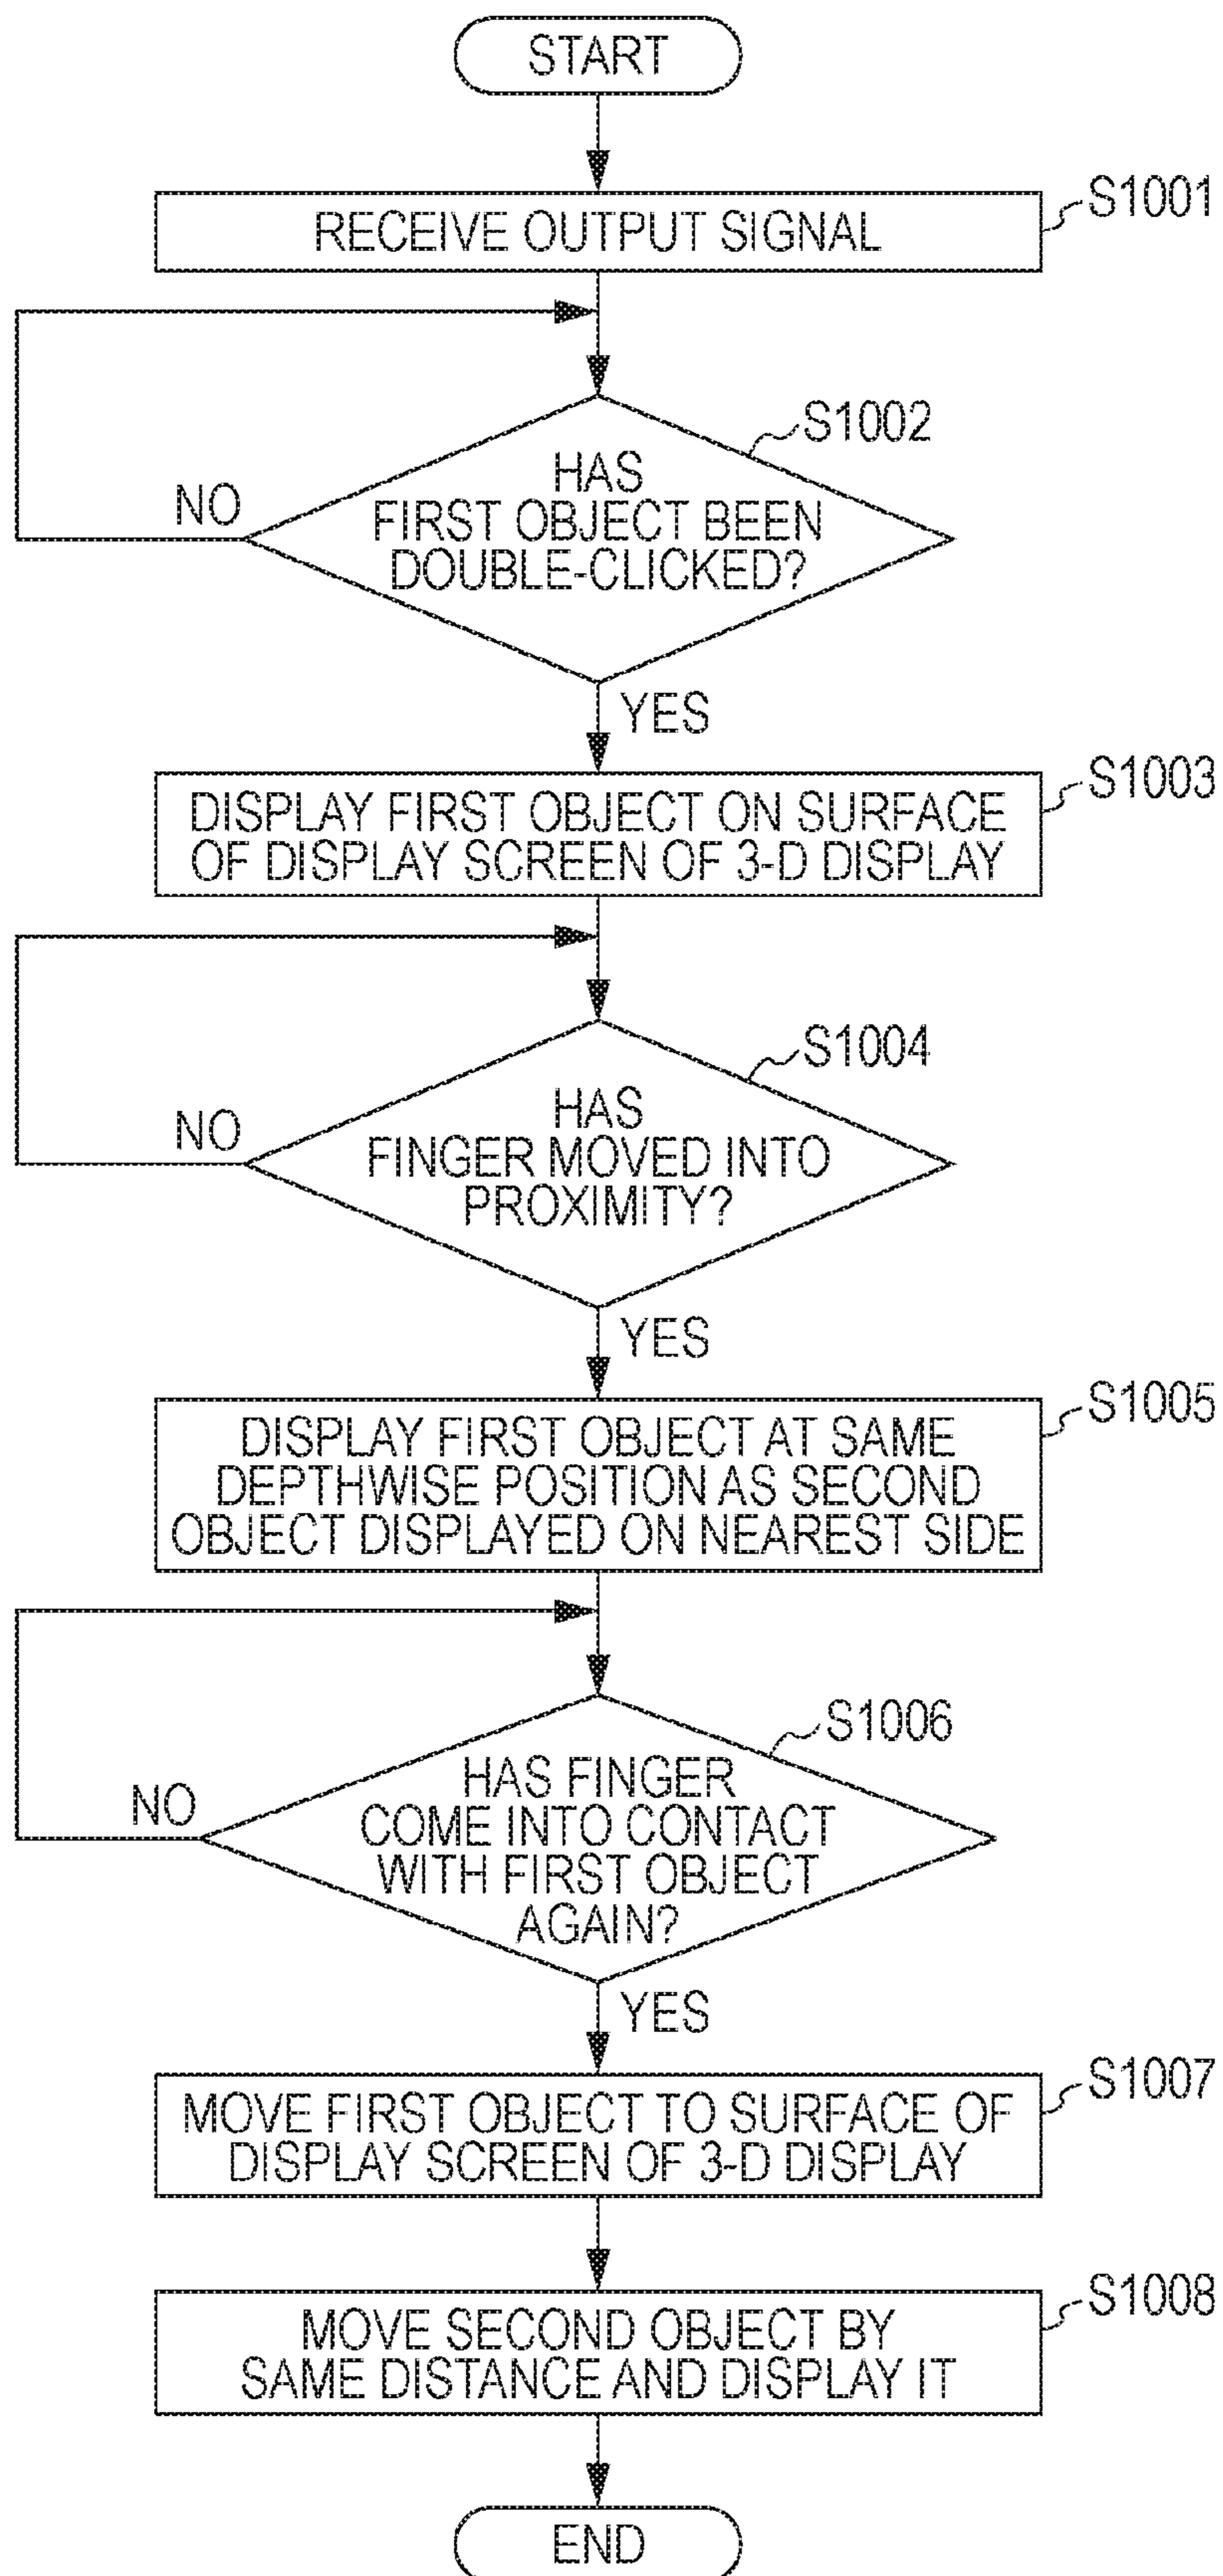 START
RECEIVE OUTPUT SIGNAL
S1001
S1002
HAS
FIRST OBJECT BEEN
DOUBLE-CLICKED?
NO
YES
S1003
DISPLAY FIRST OBJECT ON SURFACE
OF DISPLAY SCREEN OF 3-D DISPLAY
S1004
HAS
FINGER MOVED INTO
PROXIMITY?
NO
YES
S1005
DISPLAY FIRST OBJECT AT SAME
DEPTHWISE POSITION AS SECOND
OBJECT DISPLAYED ON NEAREST SIDE
S1006
HAS FINGER
COME INTO CONTACT
WITH FIRST OBJECT
AGAIN?
NO
YES
S1007
MOVE FIRST OBJECT TO SURFACE OF
DISPLAY SCREEN OF 3-D DISPLAY
S1008
MOVE SECOND OBJECT BY
SAME DISTANCE AND DISPLAY IT
END